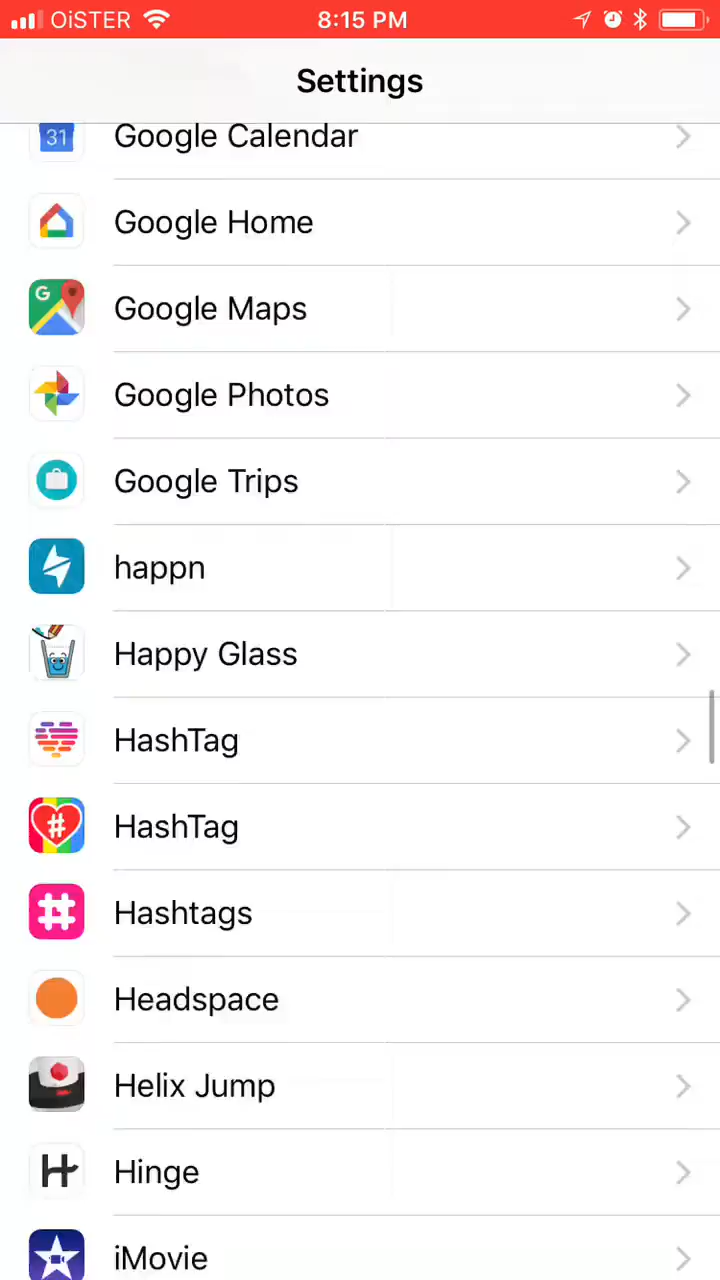 OiSTER 8:15 PM
Settings
31 Google Calendar
Google Home
G Google Maps
Google Photos
Google Trips
happn
Happy Glass
HashTag
# HashTag
# Hashtags
Headspace
Helix Jump
H Hinge
iMovie